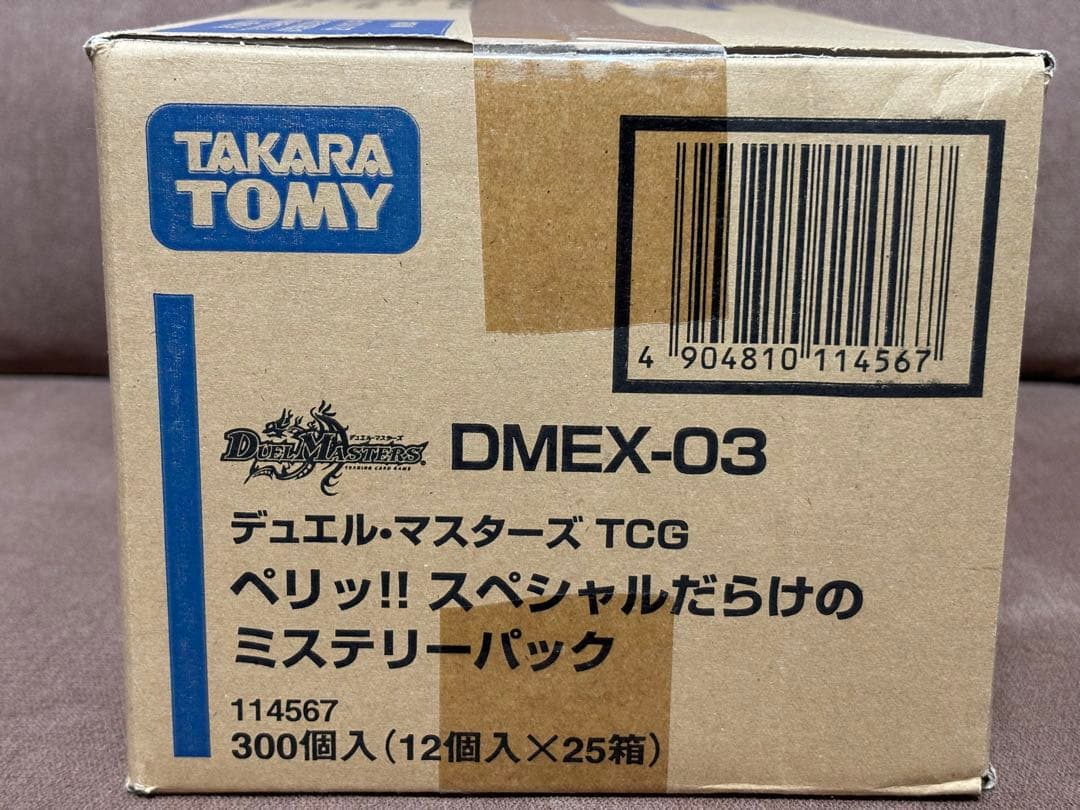 TAKARA
TOMY
4 904810 114567
デュエル・マスターズ
DUEL MASTERS
TRADING CARD GAME
DMEX-03
デュエル・マスターズ TCG
ペリッ!! スペシャルだらけの
ミステリーパック
114567
300個入(12個入×25箱)